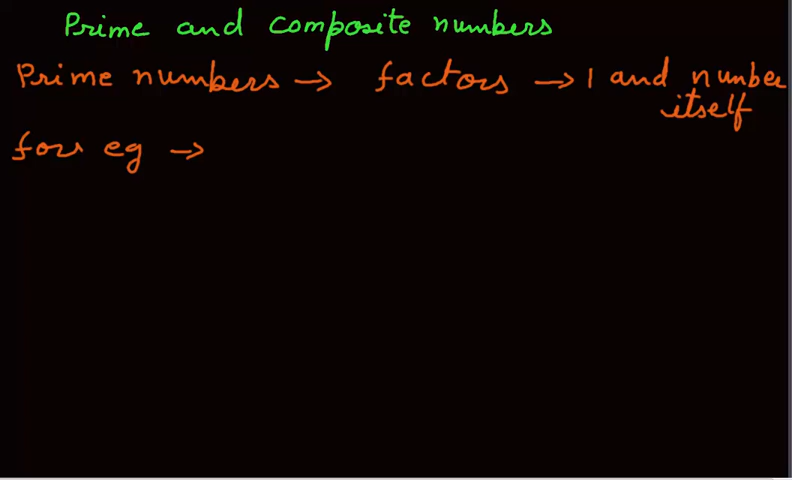 Prime and composite numbers
Prime numbers → factors → 1 and number
itself
for eg →